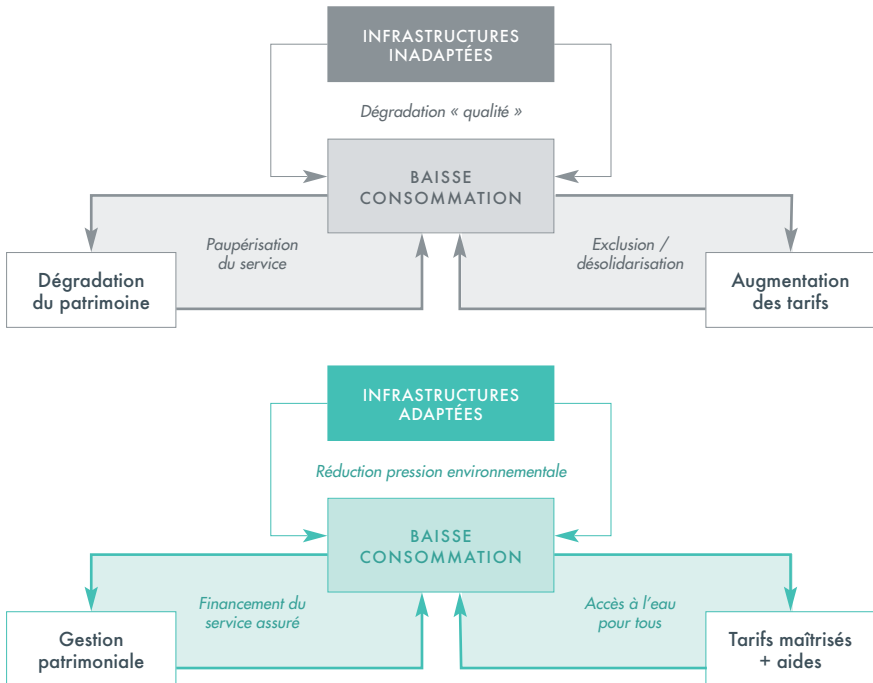 INFRASTRUCTURES
INADAPTÉES
Dégradation « qualité »
BAISSE
CONSOMMATION
Paupérisation
du service
Exclusion /
désolidarisation
Dégradation
du patrimoine
Augmentation
des tarifs
INFRASTRUCTURES
ADAPTÉES
Réduction pression environnementale
BAISSE
CONSOMMATION
Financement du
service assuré
Accès à l'eau
pour tous
Gestion
patrimoniale
Tarifs maîtrisés
+ aides